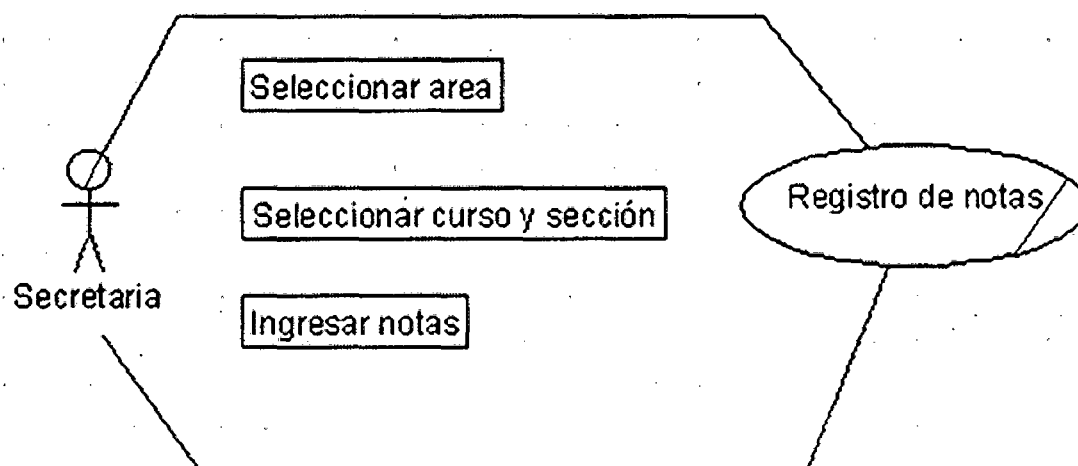 Seleccionar area
Registro de notas
Seleccionar curso y sección
Secretaria
Ingresar notas